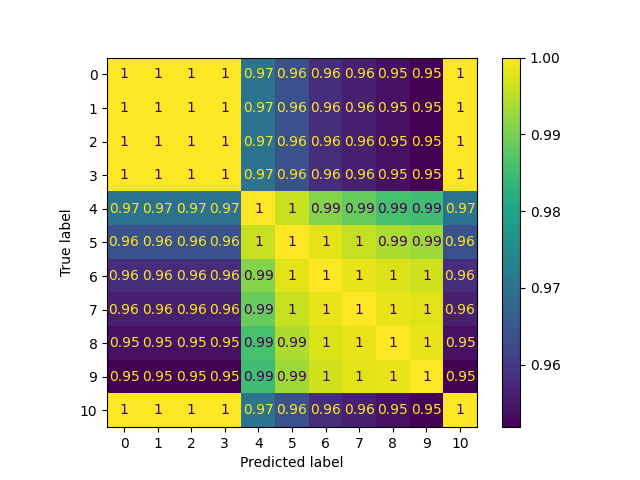 0 1 1 1 1 0.97 0.96 0.96 0.96 0.95 0.95 1
1 1 1 1 1 0.97 0.96 0.96 0.96 0.95 0.95 1
2 1 1 1 1 0.97 0.96 0.96 0.96 0.95 0.95 1
3 1 1 1 1 0.97 0.96 0.96 0.96 0.95 0.95 1
4 0.97 0.97 0.97 0.97 1 1 0.99 0.99 0.99 0.99 0.97
5 0.96 0.96 0.96 0.96 1 1 1 1 0.99 0.99 0.96
6 0.96 0.96 0.96 0.96 0.99 1 1 1 1 1 0.96
7 0.96 0.96 0.96 0.96 0.99 1 1 1 1 1 0.96
8 0.95 0.95 0.95 0.95 0.99 0.99 1 1 1 1 0.95
9 0.95 0.95 0.95 0.95 0.99 0.99 1 1 1 1 0.95
10 1 1 1 1 0.97 0.96 0.96 0.96 0.95 0.95 1
0 1 2 3 4 5 6 7 8 9 10
Predicted label
True label
1.00
0.99
0.98
0.97
0.96